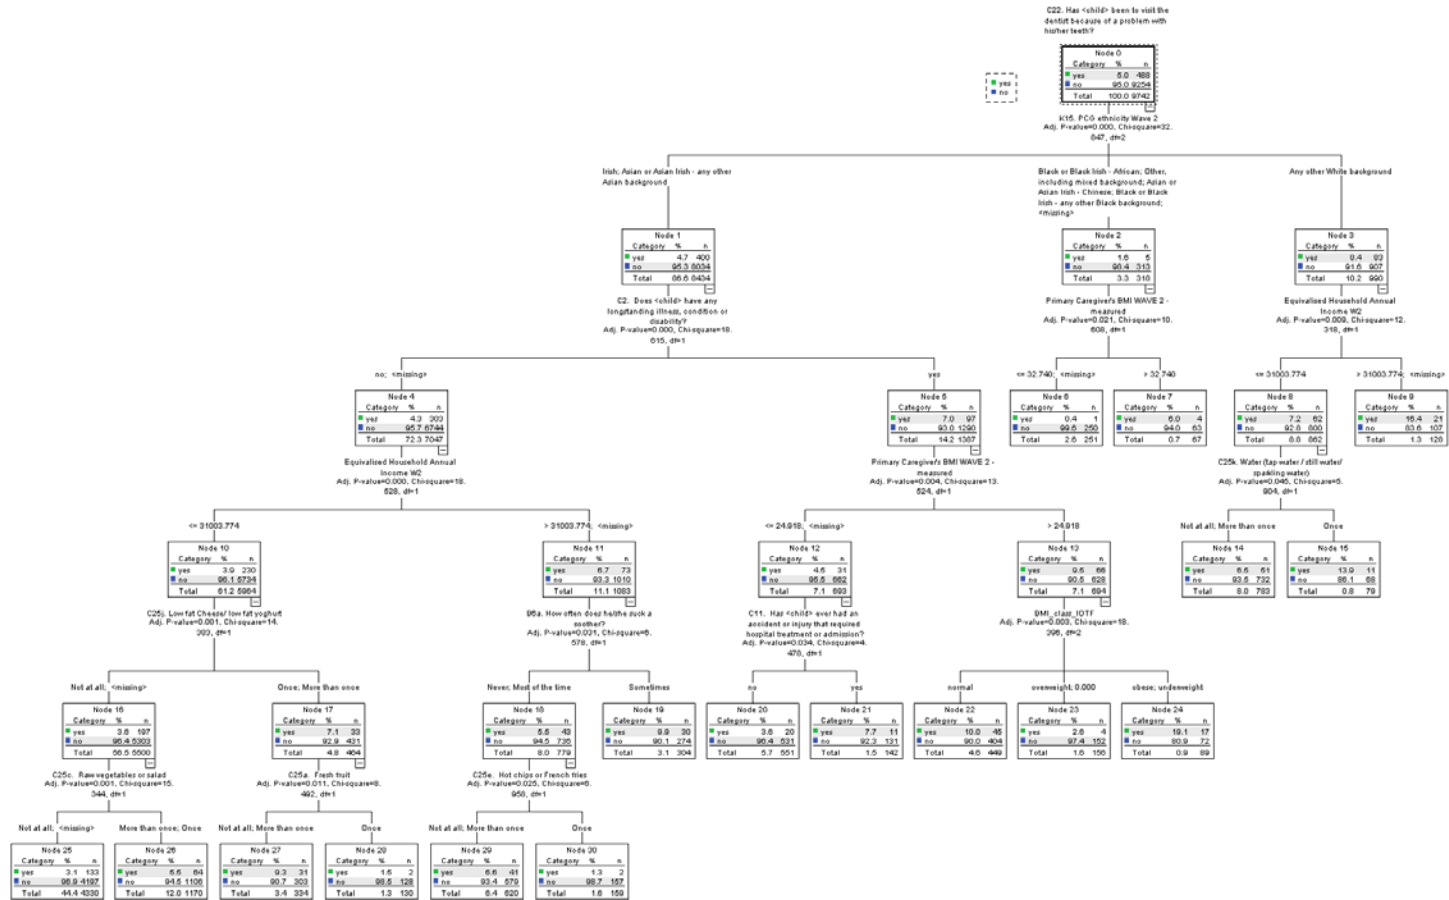 C22. Has <child> been to visit the
dentist because of a problem with
his/her teeth?
Node 0
Category % n
yes 5.0 488
no 95.0 9254
Total 100.0 9742
yes
no
K15. PCG ethnicity Wave 2
Adj. P-value=0.000, Chi-square=32.
647, df=2
Irish; Asian or Asian Irish - any other
Asian background
Black or Black Irish - African; Other,
including mixed background; Asian or
Asian Irish - Chinese; Black or Black
Irish - any other Black background;
<missing>
Any other White background
Node 1
Category % n
yes 4.7 400
no 95.3 8034
Total 86.6 8434
Node 2
Category % n
yes 1.6 5
no 98.4 313
Total 3.3 318
Node 3
Category % n
yes 8.4 83
no 91.6 907
Total 10.2 990
C2. Does <child> have any
longstanding illness, condition or
disability?
Adj. P-value=0.000, Chi-square=18.
615, df=1
Primary Caregiver's BMI WAVE 2 -
measured
Adj. P-value=0.021, Chi-square=10.
608, df=1
Equivalised Household Annual
Income W2
Adj. P-value=0.009, Chi-square=12.
318, df=1
no; <missing>
yes
<= 32.740; <missing>
> 32.740
<= 31003.774
> 31003.774; <missing>
Node 4
Category % n
yes 4.3 303
no 95.7 6744
Total 72.3 7047
Node 5
Category % n
yes 7.0 97
no 93.0 1290
Total 14.2 1387
Node 6
Category % n
yes 0.4 1
no 99.6 250
Total 2.6 251
Node 7
Category % n
yes 6.0 4
no 94.0 63
Total 0.7 67
Node 8
Category % n
yes 7.2 62
no 92.8 800
Total 8.8 862
Node 9
Category % n
yes 16.4 21
no 83.6 107
Total 1.3 128
Equivalised Household Annual
Income W2
Adj. P-value=0.000, Chi-square=18.
528, df=1
Primary Caregiver's BMI WAVE 2 -
measured
Adj. P-value=0.004, Chi-square=13.
524, df=1
C25k. Water (tap water / still water/
sparkling water)
Adj. P-value=0.045, Chi-square=5.
904, df=1
<= 31003.774
> 31003.774; <missing>
<= 24.918; <missing>
> 24.918
Not at all; More than once
Once
Node 10
Category % n
yes 3.9 230
no 96.1 5734
Total 61.2 5964
Node 11
Category % n
yes 6.7 73
no 93.3 1010
Total 11.1 1083
Node 12
Category % n
yes 4.5 31
no 95.5 662
Total 7.1 693
Node 13
Category % n
yes 9.5 66
no 90.5 628
Total 7.1 694
Node 14
Category % n
yes 6.5 51
no 93.5 732
Total 8.0 783
Node 15
Category % n
yes 13.9 11
no 86.1 68
Total 0.8 79
C25j. Low fat Cheese/ low fat yoghurt
Adj. P-value=0.001, Chi-square=14.
383, df=1
B6a. How often does he/she suck a
soother?
Adj. P-value=0.031, Chi-square=6.
578, df=1
C11. Has <child> ever had an
accident or injury that required
hospital treatment or admission?
Adj. P-value=0.034, Chi-square=4.
478, df=1
BMI_class_IOTF
Adj. P-value=0.003, Chi-square=18.
396, df=2
Not at all; <missing>
Once; More than once
Never; Most of the time
Sometimes
no
yes
normal
overweight; 0.000
obese; underweight
Node 16
Category % n
yes 3.6 197
no 96.4 5303
Total 56.5 5500
Node 17
Category % n
yes 7.1 33
no 92.9 431
Total 4.8 464
Node 18
Category % n
yes 5.5 43
no 94.5 736
Total 8.0 779
Node 19
Category % n
yes 9.9 30
no 90.1 274
Total 3.1 304
Node 20
Category % n
yes 3.6 20
no 96.4 531
Total 5.7 551
Node 21
Category % n
yes 7.7 11
no 92.3 131
Total 1.5 142
Node 22
Category % n
yes 10.0 45
no 90.0 404
Total 4.6 449
Node 23
Category % n
yes 2.6 4
no 97.4 152
Total 1.6 156
Node 24
Category % n
yes 19.1 17
no 80.9 72
Total 0.9 89
C25c. Raw vegetables or salad
Adj. P-value=0.001, Chi-square=15.
344, df=1
C25a. Fresh fruit
Adj. P-value=0.011, Chi-square=8.
492, df=1
C25e. Hot chips or French fries
Adj. P-value=0.025, Chi-square=6.
958, df=1
Not at all; <missing>
More than once; Once
Not at all; More than once
Once
Not at all; More than once
Once
Node 25
Category % n
yes 3.1 133
no 96.9 4197
Total 44.4 4330
Node 26
Category % n
yes 5.5 64
no 94.5 1106
Total 12.0 1170
Node 27
Category % n
yes 9.3 31
no 90.7 303
Total 3.4 334
Node 28
Category % n
yes 1.5 2
no 98.5 128
Total 1.3 130
Node 29
Category % n
yes 6.6 41
no 93.4 579
Total 6.4 620
Node 30
Category % n
yes 1.3 2
no 98.7 157
Total 1.6 159